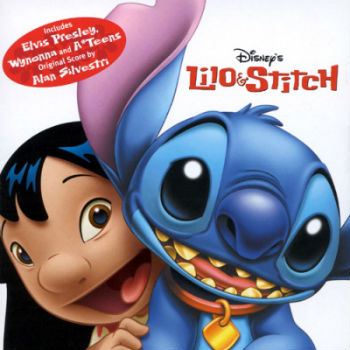 Includes
Elvis Presley,
Wynonna and A*Teens
Original Score by
Alan Silvestri
Disney's
Lilo & Stitch